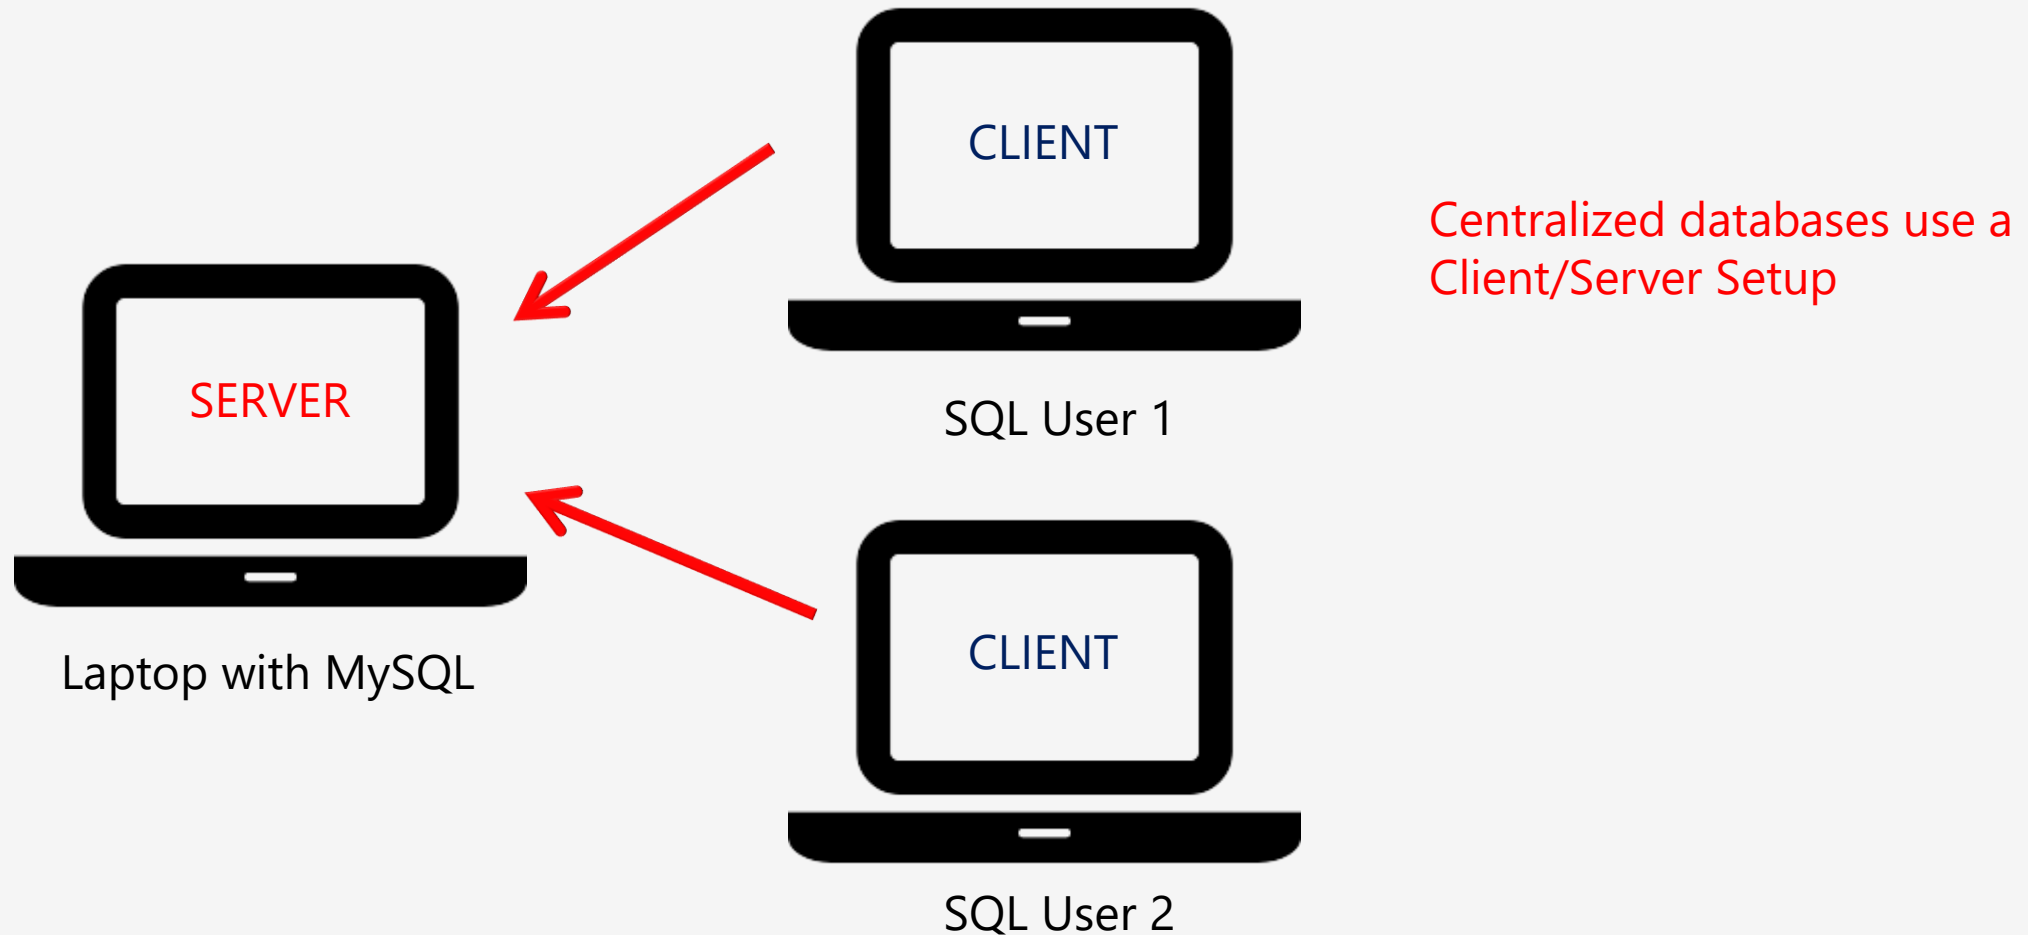 CLIENT
Centralized databases use a
Client/Server Setup
SERVER
SQL User 1
Laptop with MySQL
CLIENT
SQL User 2